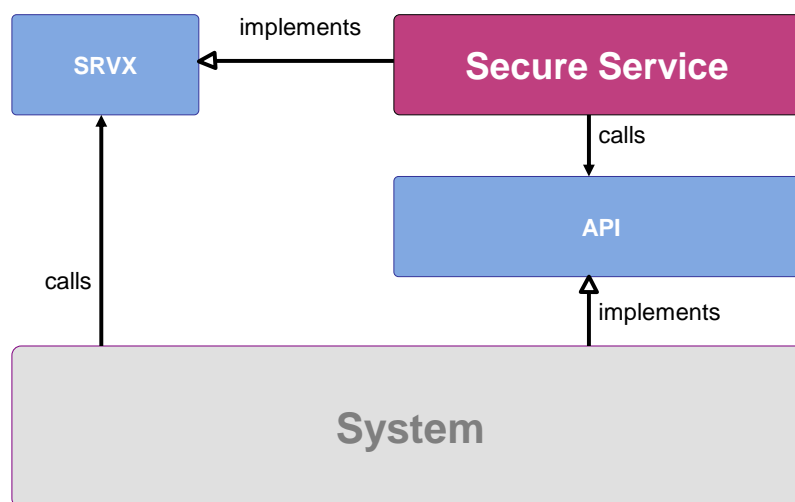 implements
SRVX
Secure Service
calls
API
calls
implements
System